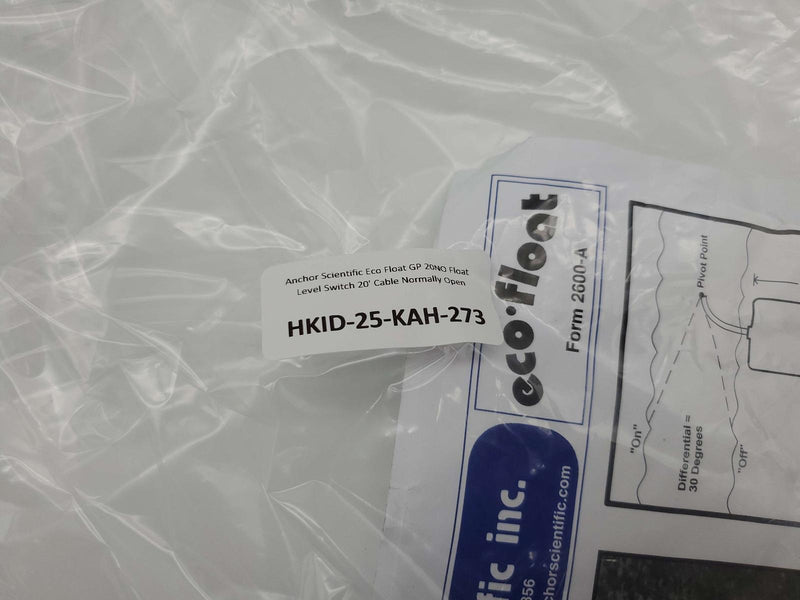 Anchor Scientific Eco Float GP 20NO Float
Level Switch 20' Cable Normally Open
HKID-25-KAH-273
eco•float
Form 2600-A
fic inc.
856
chorscientific.com
Pivot Point
"On"
Differential =
30 Degrees
"Off"